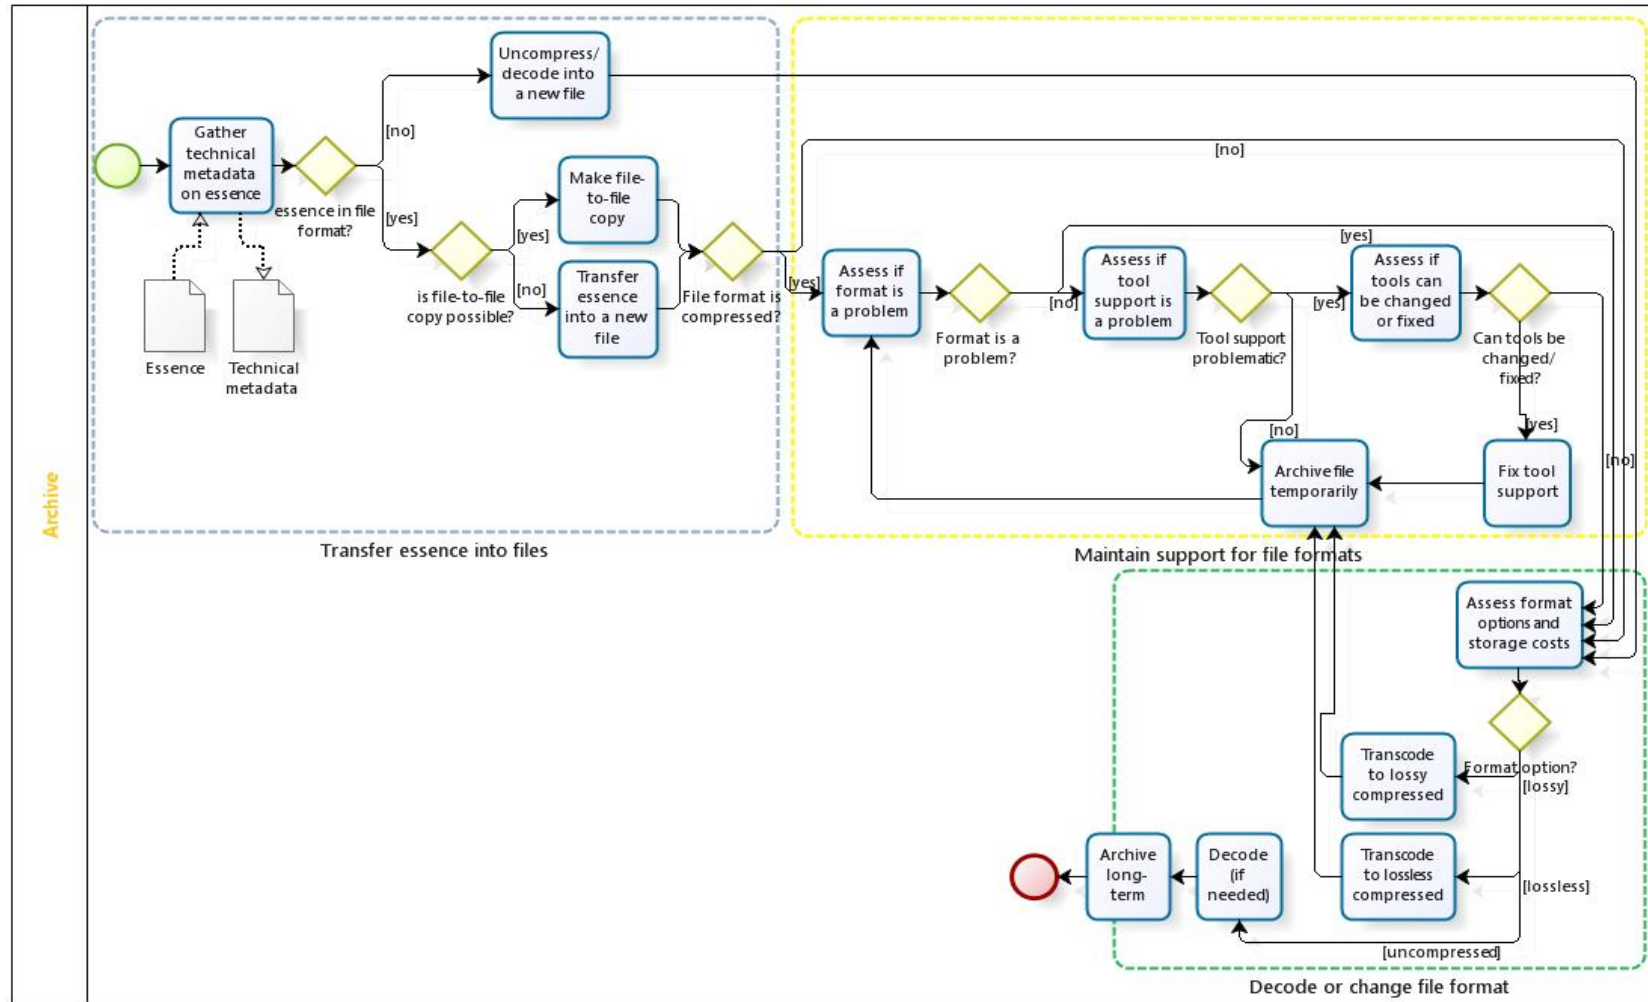 Archive
Uncompress/
decode into
a new file
Gather
technical
metadata
on essence
[no]
essence in file
format?
[yes]
Essence
Technical
metadata
is file-to-file
copy possible?
[yes]
[no]
Make file-
to-file
copy
Transfer
essence
into a new
file
File format is
compressed?
Transfer essence into files
[no]
[yes]
Assess if
format is
a problem
Format is a
problem?
[no]
[yes]
Assess if
tool
support is
a problem
Tool support
problematic?
[yes]
[no]
Assess if
tools can
be changed
or fixed
Can tools be
changed/
fixed?
[yes]
[no]
Archive file
temporarily
Fix tool
support
Maintain support for file formats
Assess format
options and
storage costs
Format option?
[lossy]
Transcode
to lossy
compressed
Transcode
to lossless
compressed
[lossless]
[uncompressed]
Decode
(if
needed)
Archive
long-
term
Decode or change file format